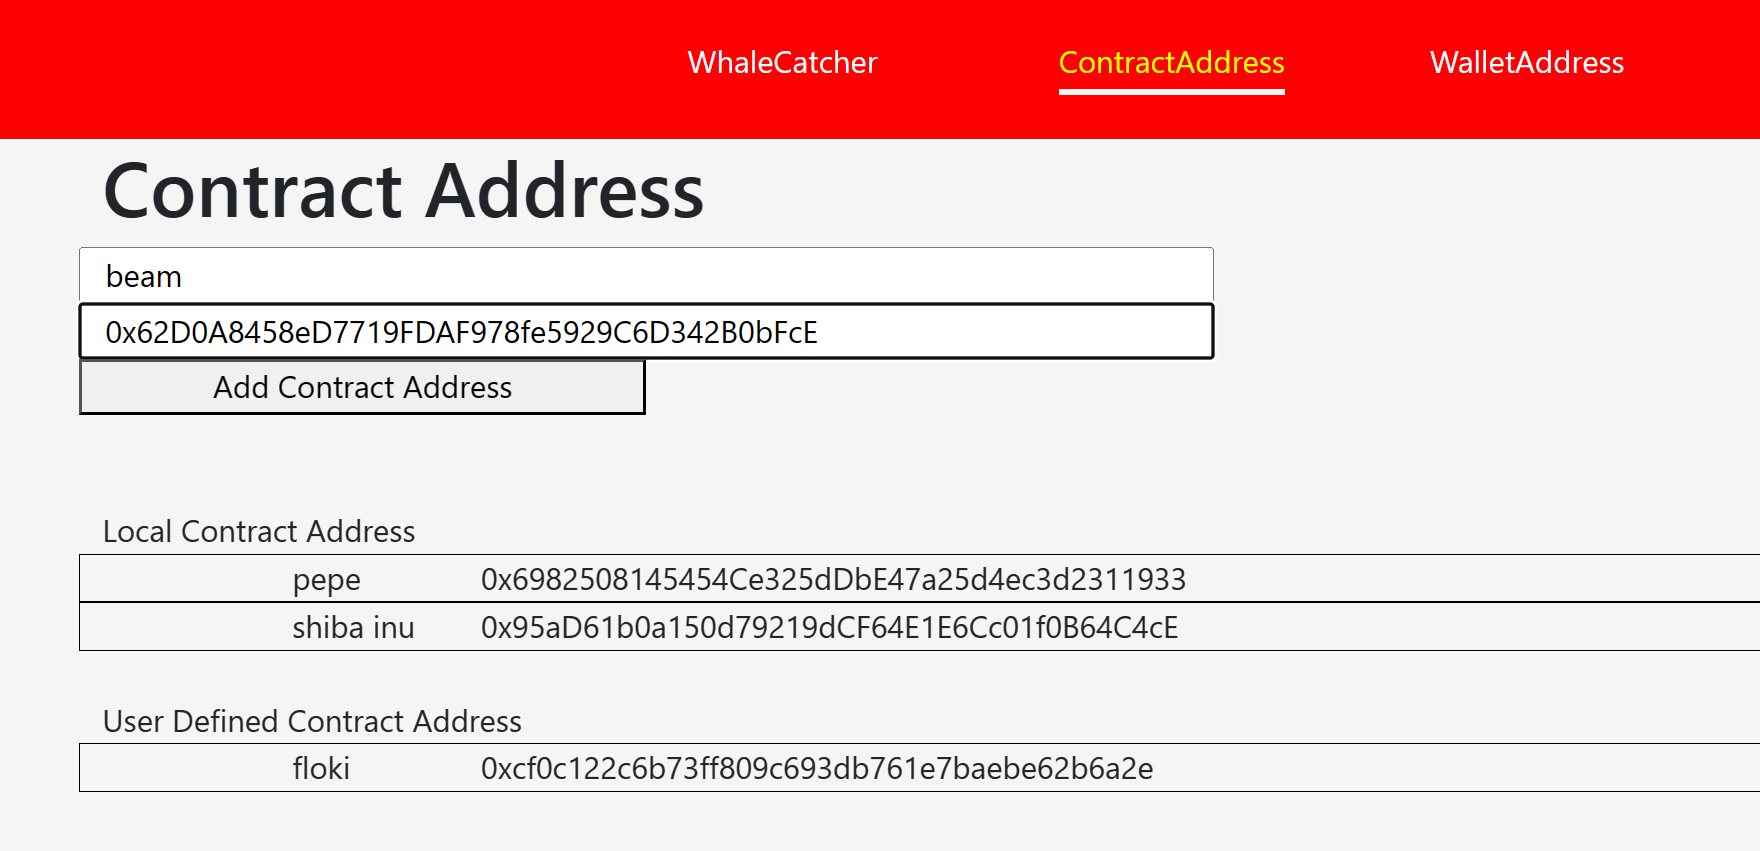 WhaleCatcher ContractAddress WalletAddress
Contract Address
beam
0x62D0A8458eD7719FDAF978fe5929C6D342B0bFcE
Add Contract Address
Local Contract Address
pepe 0x6982508145454Ce325dDbE47a25d4ec3d2311933
shiba inu 0x95aD61b0a150d79219dCF64E1E6Cc01f0B64C4cE
User Defined Contract Address
floki 0xcf0c122c6b73ff809c693db761e7baebe62b6a2e